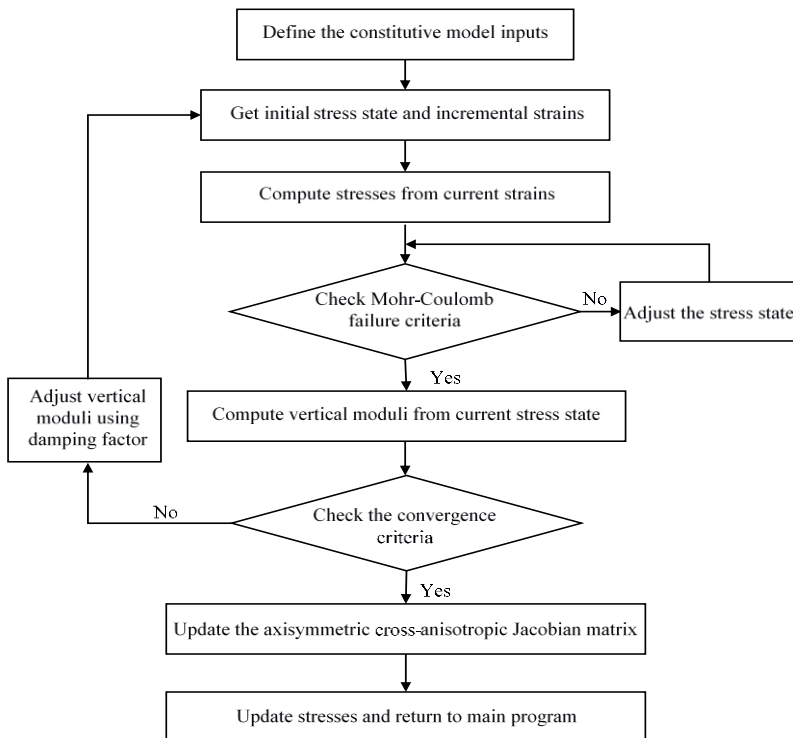 Define the constitutive model inputs
Get initial stress state and incremental strains
Compute stresses from current strains
Check Mohr-Coulomb
failure criteria
No
Adjust the stress state
Yes
Adjust vertical
moduli using
damping factor
Compute vertical moduli from current stress state
No
Check the convergence
criteria
Yes
Update the axisymmetric cross-anisotropic Jacobian matrix
Update stresses and return to main program